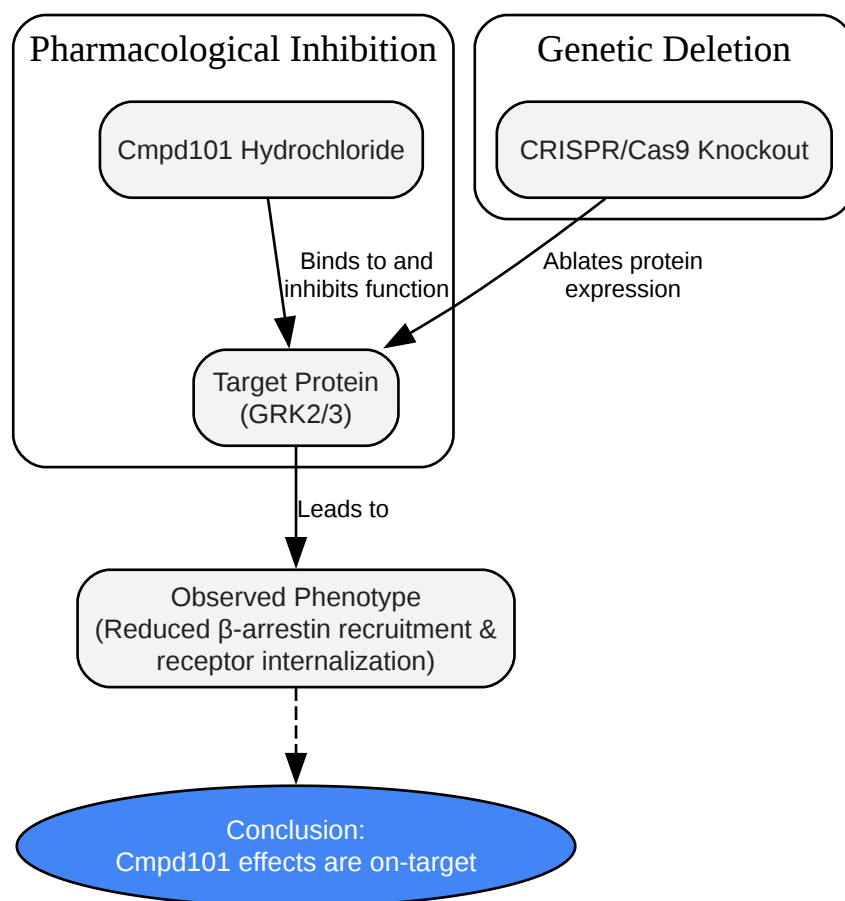 Pharmacological Inhibition
Genetic Deletion
Cmpd101 Hydrochloride
CRISPR/Cas9 Knockout
Binds to and
inhibits function
Ablates protein
expression
Target Protein
(GRK2/3)
Leads to
Observed Phenotype
(Reduced β-arrestin recruitment &
receptor internalization)
Conclusion:
Cmpd101 effects are on-target